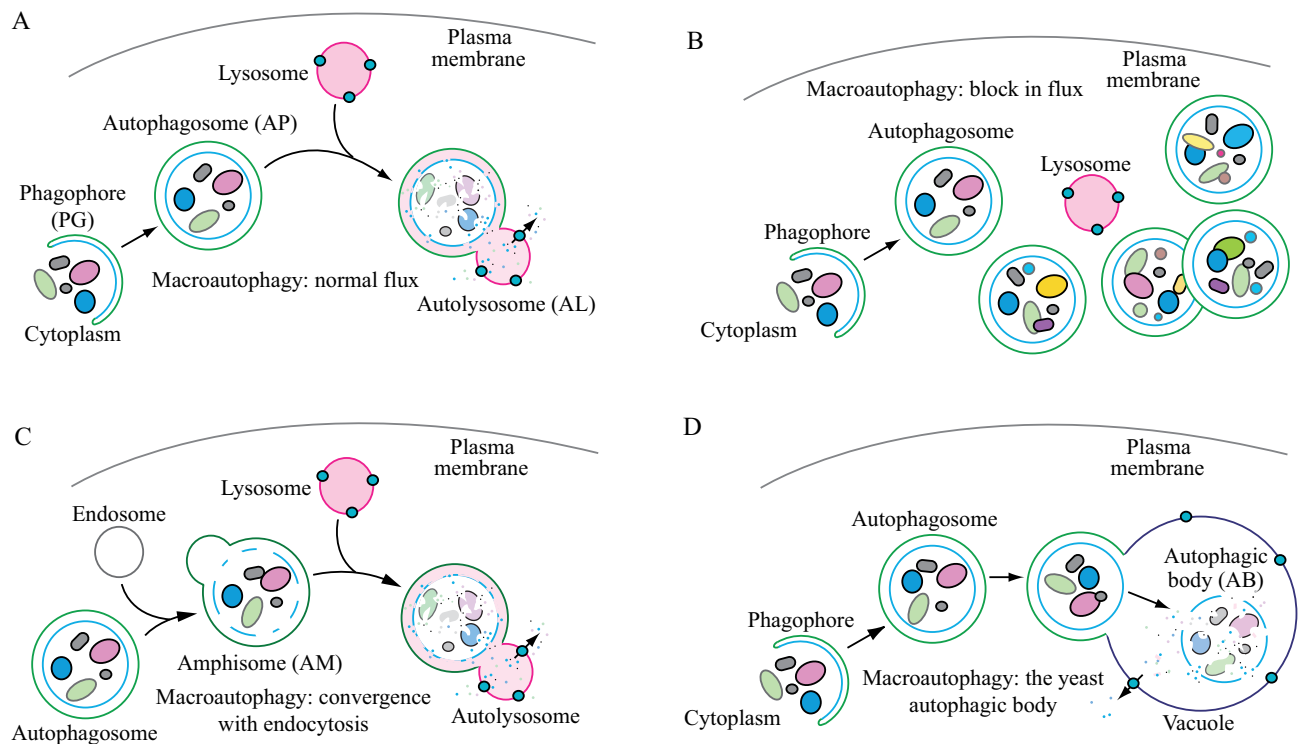 A
Plasma
membrane
Lysosome
Autophagosome (AP)
Phagophore
(PG)
Macroautophagy: normal flux
Autolysosome (AL)
Cytoplasm
B
Plasma
membrane
Macroautophagy: block in flux
Autophagosome
Lysosome
Phagophore
Cytoplasm
C
Plasma
membrane
Lysosome
Endosome
Amphisome (AM)
Macroautophagy: convergence
with endocytosis
Autolysosome
Autophagosome
D
Plasma
membrane
Autophagosome
Autophagic
body (AB)
Phagophore
Macroautophagy: the yeast
autophagic body
Cytoplasm
Vacuole